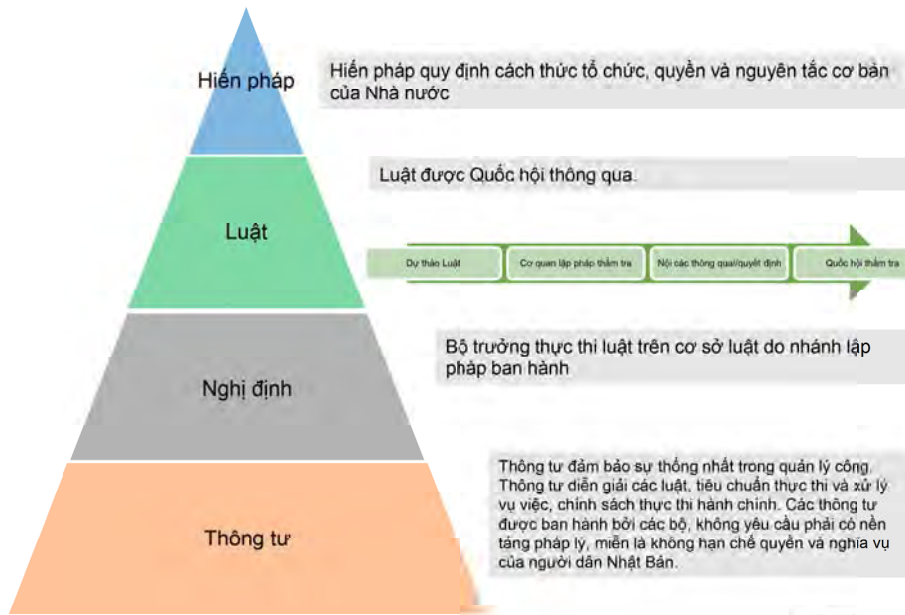 Hiến pháp
Hiến pháp quy định cách thức tổ chức, quyền và nguyên tắc cơ bản
của Nhà nước
Luật
Luật được Quốc hội thông qua.
Dự thảo Luật
Cơ quan lập pháp thẩm tra
Nội các thông qua/quyết định
Quốc hội thẩm tra
Nghị định
Bộ trưởng thực thi luật trên cơ sở luật do nhánh lập
pháp ban hành
Thông tư
Thông tư đảm bảo sự thống nhất trong quản lý công.
Thông tư diễn giải các luật, tiêu chuẩn thực thi và xử lý
vụ việc, chính sách thực thi hành chính. Các thông tư
được ban hành bởi các bộ, không yêu cầu phải có nền
tảng pháp lý, miễn là không hạn chế quyền và nghĩa vụ
của người dân Nhật Bản.